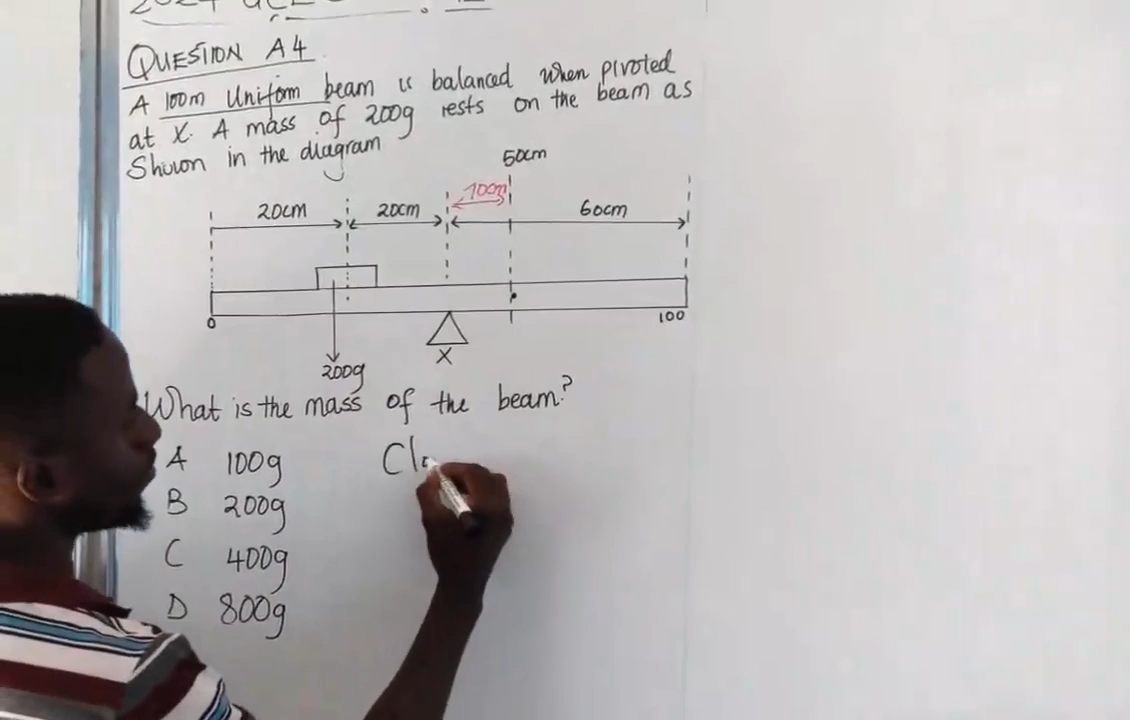 QUESTION A4
A 100m Uniform beam is balanced when pivoted
at X. A mass of 200g rests on the beam as
Shown in the diagram
50cm
10cm
20cm 20cm 60cm
0 100
X
200g
What is the mass of the beam?
A 100g Clo
B 200g
C 400g
D 800g